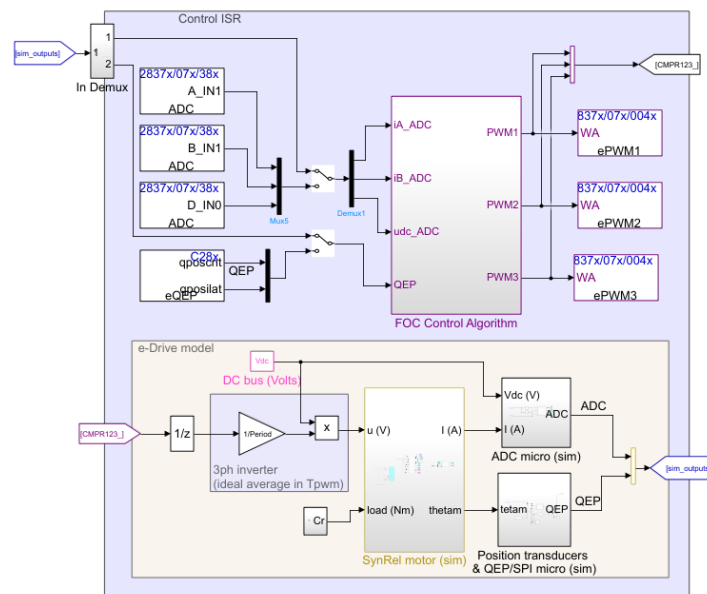 Control ISR
[sim_outputs]
1
1
2
In Demux
2837x/07x/38x
A_IN1
ADC
2837x/07x/38x
B_IN1
ADC
2837x/07x/38x
D_IN0
ADC
Mux5
Demux1
C28x
qposcnt
QEP
qposilat
eQEP
iA_ADC
iB_ADC
udc_ADC
QEP
PWM1
PWM2
PWM3
FOC Control Algorithm
[CMPR123_]
837x/07x/004x
WA
ePWM1
837x/07x/004x
WA
ePWM2
837x/07x/004x
WA
ePWM3
e-Drive model
Vdc
DC bus (Volts)
[CMPR123_]
1/z
1/Period
x
3ph inverter
(ideal average in Tpwm)
Cr
u (V)
I (A)
load (Nm)
thetam
SynRel motor (sim)
Vdc (V)
ADC
I (A)
ADC micro (sim)
ADC
tetam
QEP
QEP
Position transducers
& QEP/SPI micro (sim)
[sim_outputs